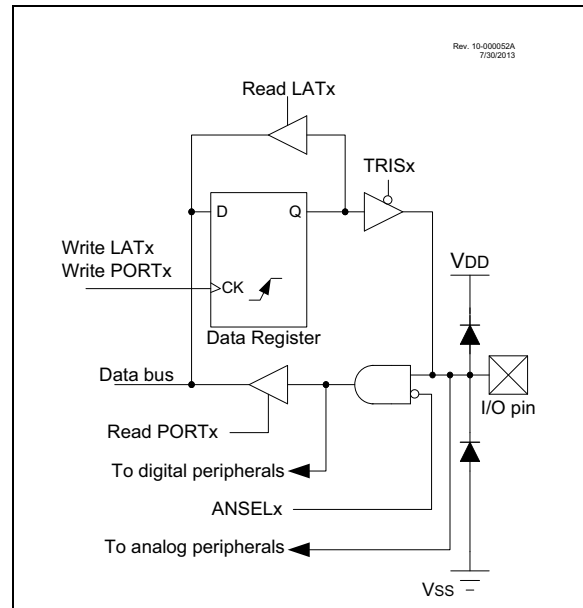 Rev. 10-000052A
7/30/2013
Read LATx
TRISx
D
Q
Write LATx
Write PORTx
CK
VDD
Data Register
Data bus
I/O pin
Read PORTx
To digital peripherals
ANSELx
To analog peripherals
VSS